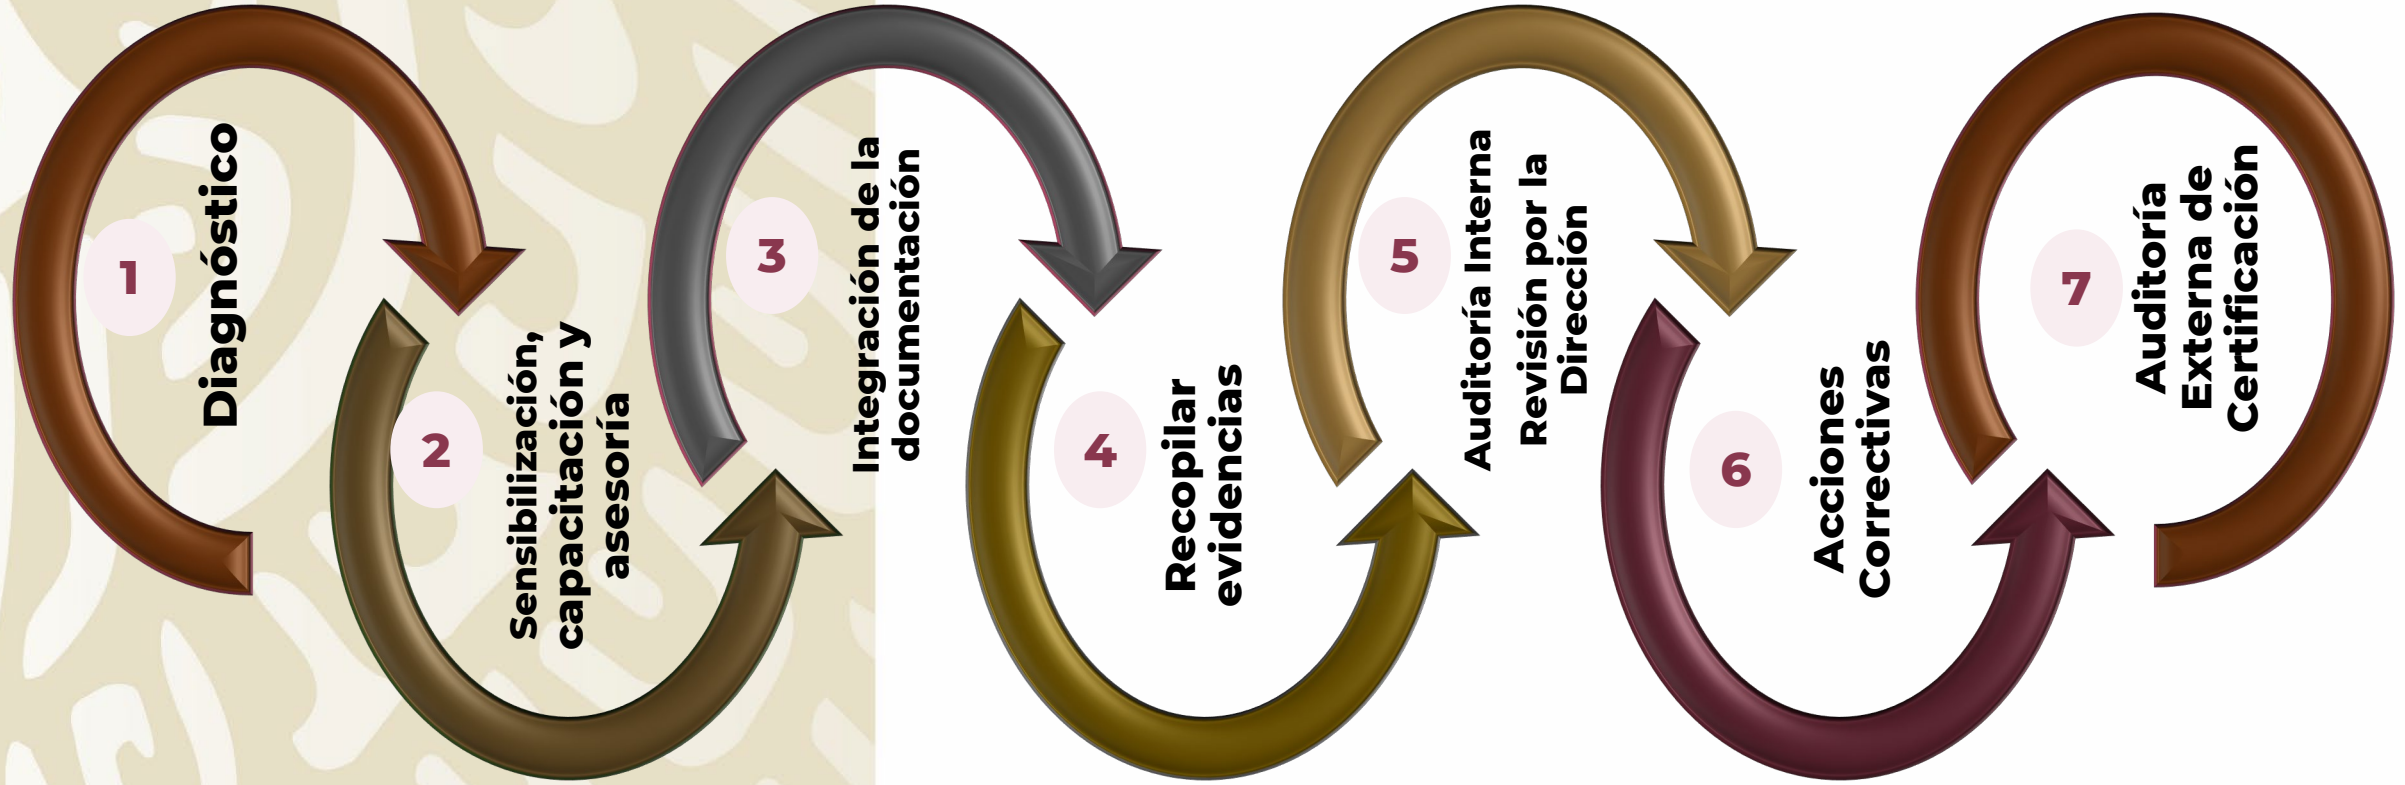 1
Diagnóstico
2
Sensibilización,
capacitación y
asesoría
3
Integración de la
documentación
4
Recopilar
evidencias
5
Auditoría Interna
Revisión por la
Dirección
6
Acciones
Correctivas
7
Auditoría
Externa de
Certificación